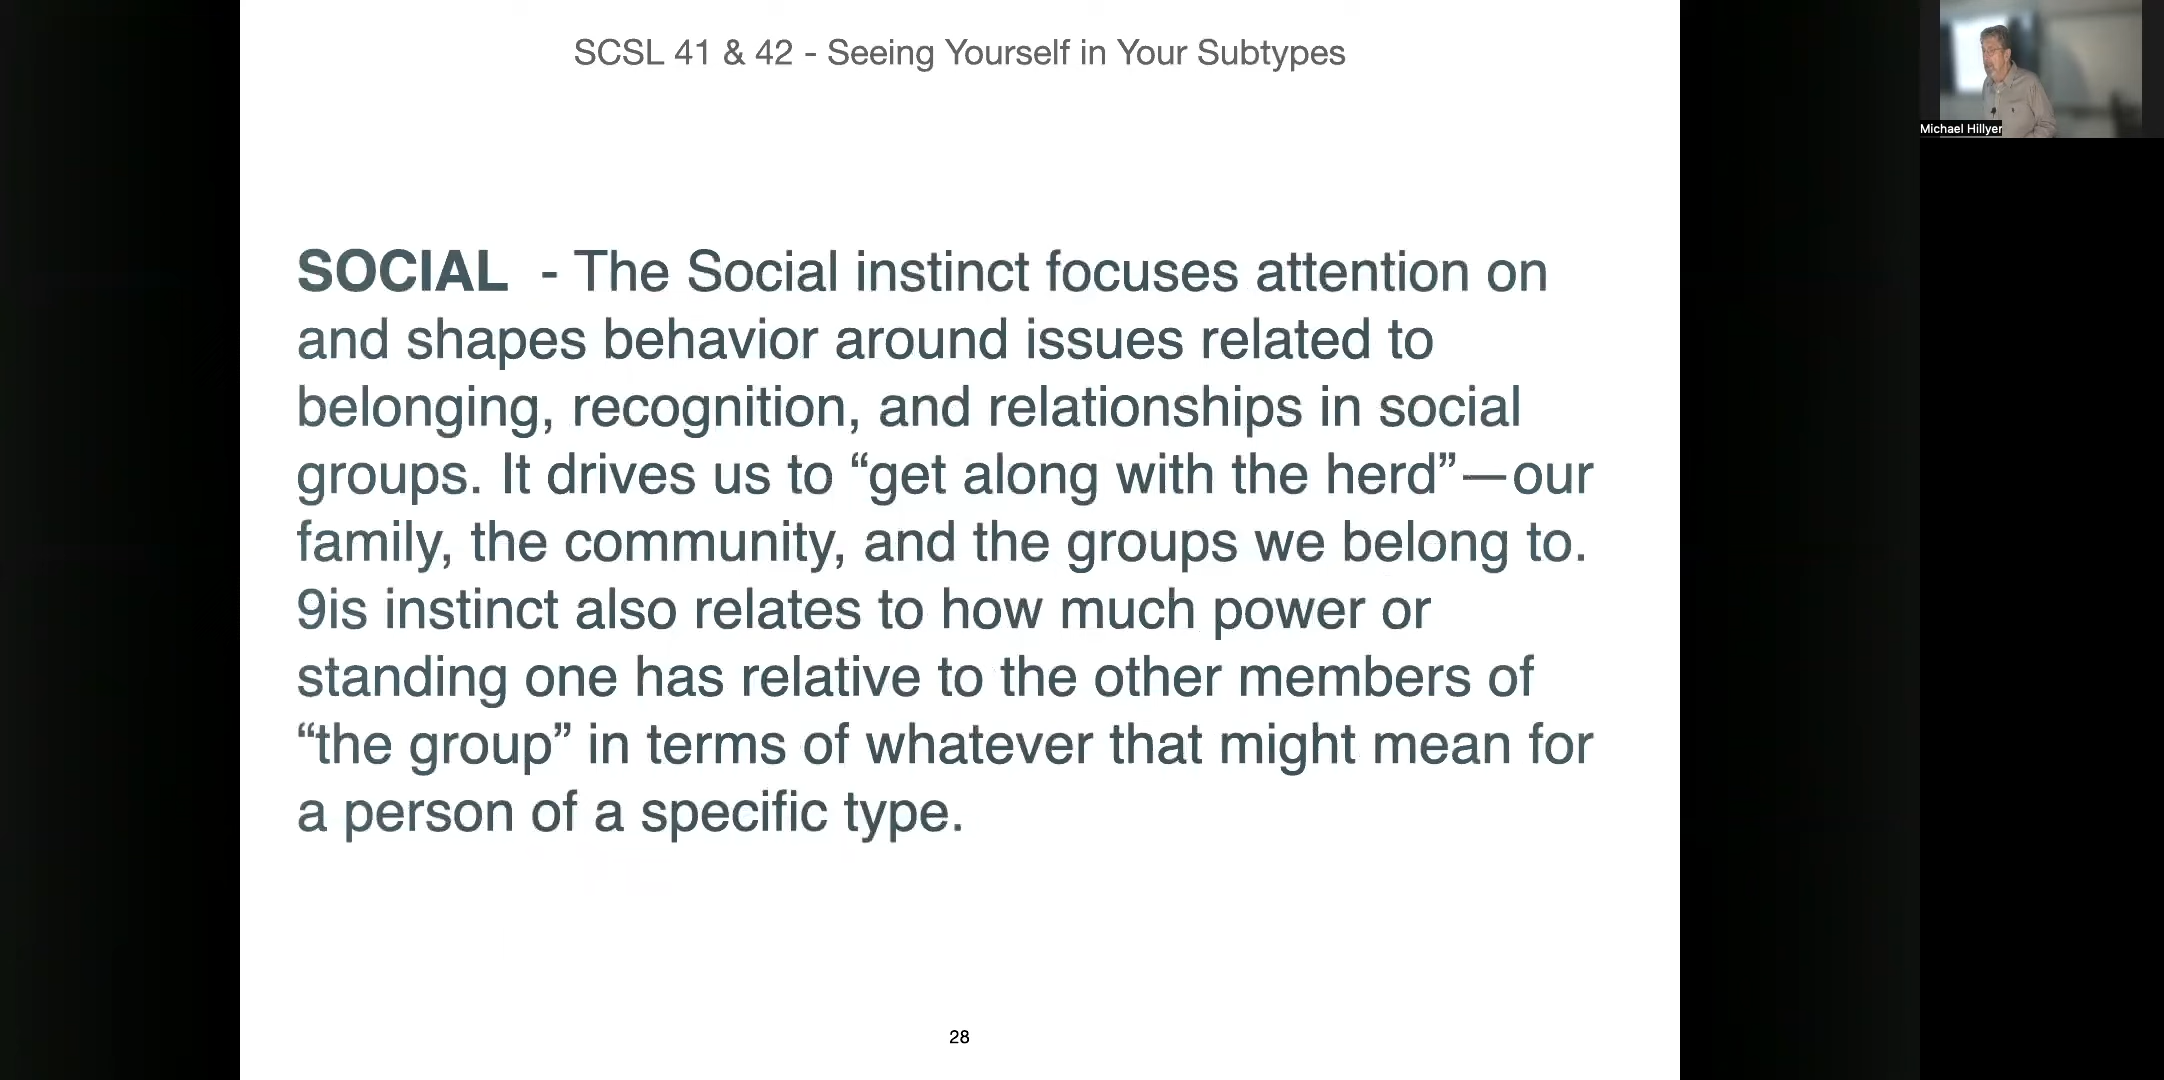 SCSL 41 & 42 - Seeing Yourself in Your Subtypes
Michael Hillyer
SOCIAL - The Social instinct focuses attention on
and shapes behavior around issues related to
belonging, recognition, and relationships in social
groups. It drives us to “get along with the herd”—our
family, the community, and the groups we belong to.
9is instinct also relates to how much power or
standing one has relative to the other members of
“the group” in terms of whatever that might mean for
a person of a specific type.
28